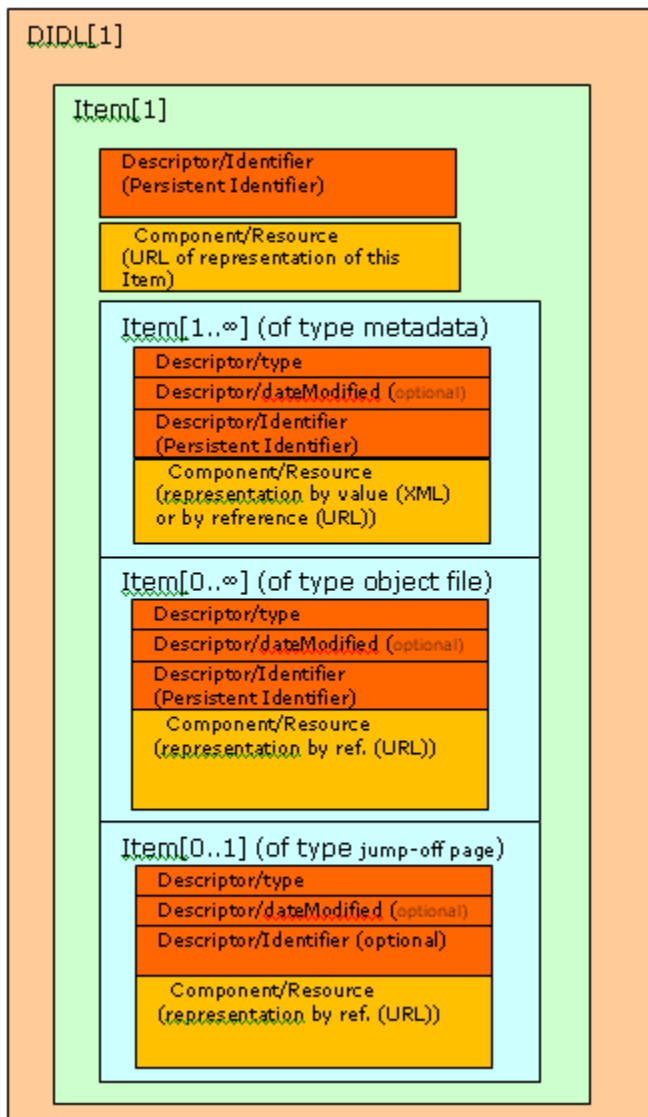 DIDL[1]
Item[1]
Descriptor/Identifier
(Persistent Identifier)
Component/Resource
(URL of representation of this
Item)
Item[1..∞] (of type metadata)
Descriptor/type
Descriptor/dateModified (optional)
Descriptor/Identifier
(Persistent Identifier)
Component/Resource
(representation by value (XML)
or by refrerence (URL))
Item[0..∞] (of type object file)
Descriptor/type
Descriptor/dateModified (optional)
Descriptor/Identifier
(Persistent Identifier)
Component/Resource
(representation by ref. (URL))
Item[0..1] (of type jump-off page)
Descriptor/type
Descriptor/dateModified (optional)
Descriptor/Identifier (optional)
Component/Resource
(representation by ref. (URL))